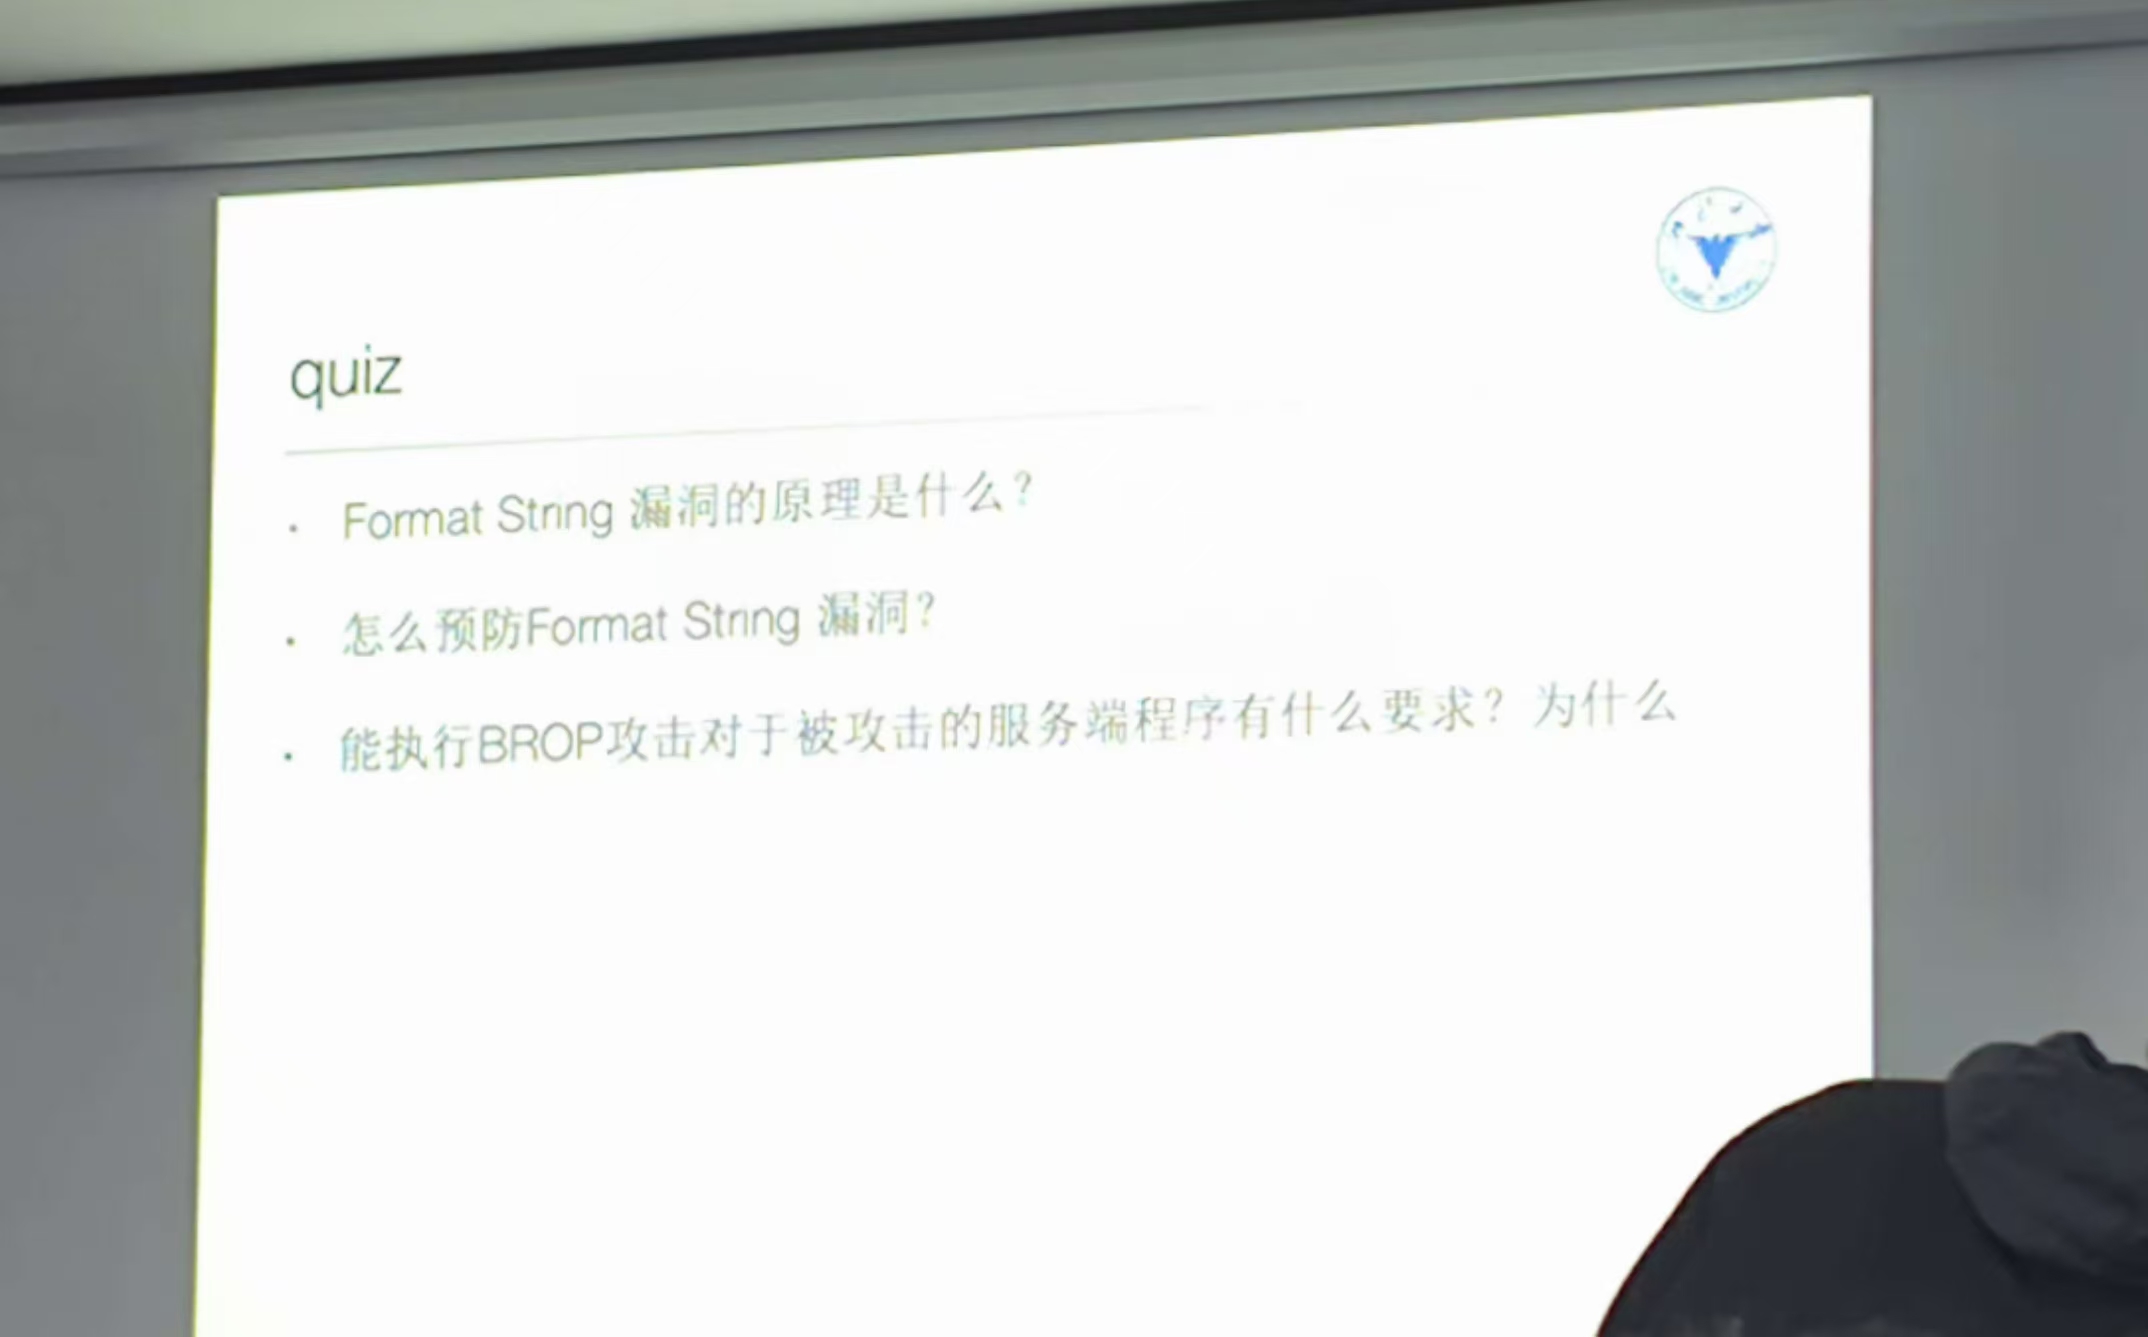 quiz
· Format String 漏洞的原理是什么？
· 怎么预防Format String 漏洞？
· 能执行BROP攻击对于被攻击的服务端程序有什么要求？为什么